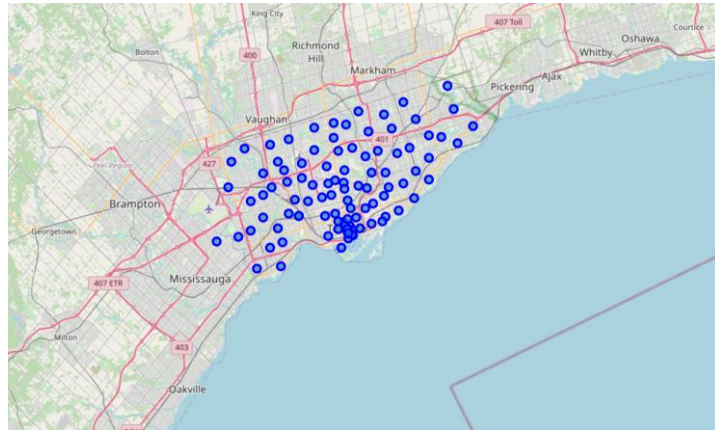 King City
407 Toll
Courtice
Oshawa
Bolton
400
Richmond
Hill
Whitby
Markham
Ajax
Pickering
Vaughan
401
427
Peel Region
Brampton
Georgetown
Mississauga
407 ETR
Milton
403
Oakville